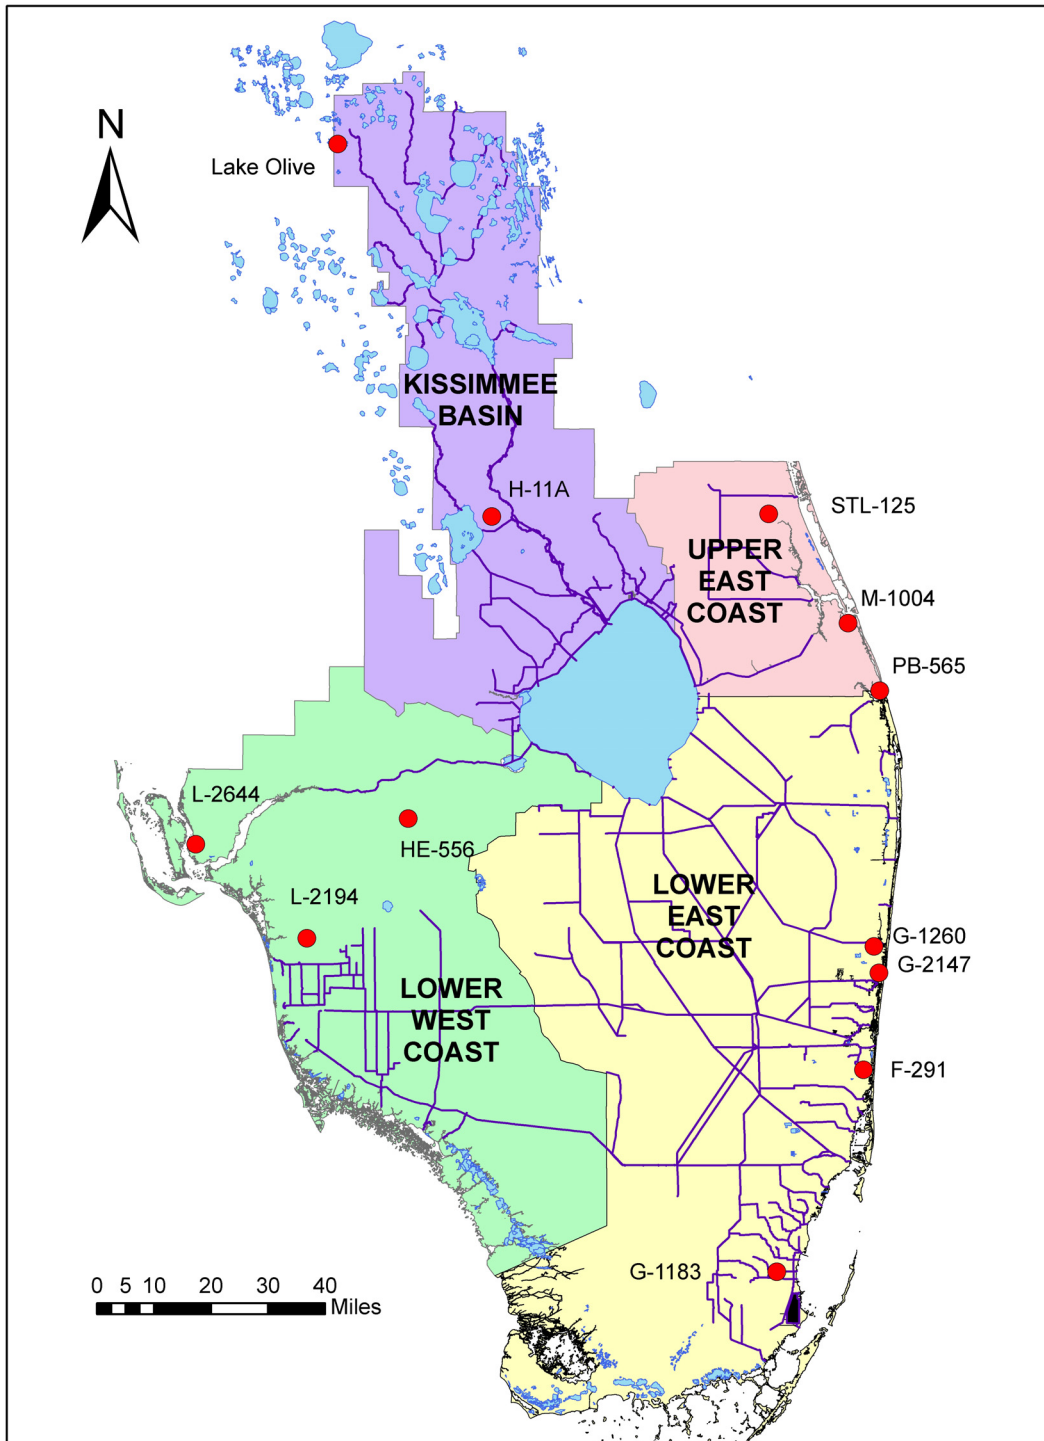 N
Lake Olive
KISSIMMEE
BASIN
H-11A
STL-125
UPPER
EAST
COAST
M-1004
PB-565
L-2644
HE-556
L-2194
LOWER
EAST
COAST
G-1260
G-2147
LOWER
WEST
COAST
F-291
G-1183
0 5 10 20 30 40
Miles